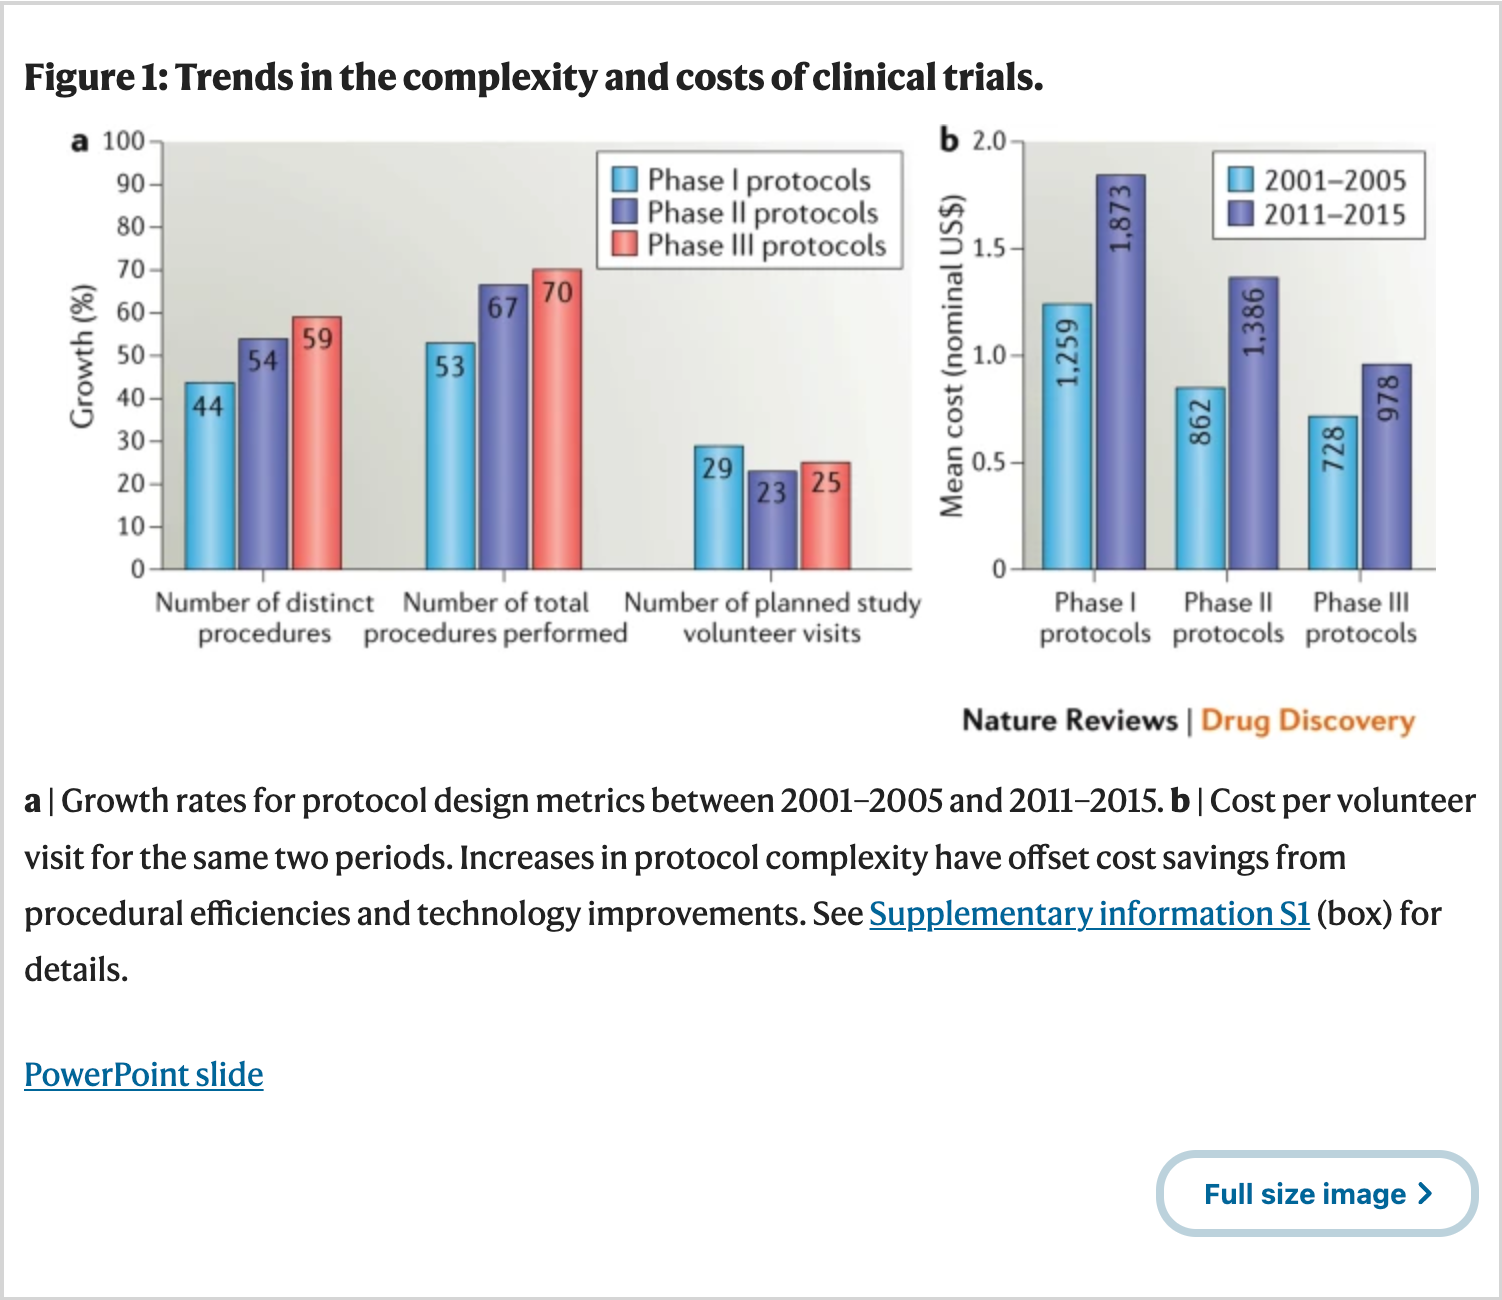 Figure 1: Trends in the complexity and costs of clinical trials.
a
100
90
80
70
60
50
40
30
20
10
0
Growth (%)
Phase I protocols
Phase II protocols
Phase III protocols
44
54
59
53
67
70
29
23
25
Number of distinct
procedures
Number of total
procedures performed
Number of planned study
volunteer visits
b
2.0
1.5
1.0
0.5
0
Mean cost (nominal US$)
2001–2005
2011–2015
1,259
1,873
862
1,386
728
978
Phase I
protocols
Phase II
protocols
Phase III
protocols
Nature Reviews | Drug Discovery
a | Growth rates for protocol design metrics between 2001–2005 and 2011–2015. b | Cost per volunteer
visit for the same two periods. Increases in protocol complexity have offset cost savings from
procedural efficiencies and technology improvements. See Supplementary information S1 (box) for
details.
PowerPoint slide
Full size image